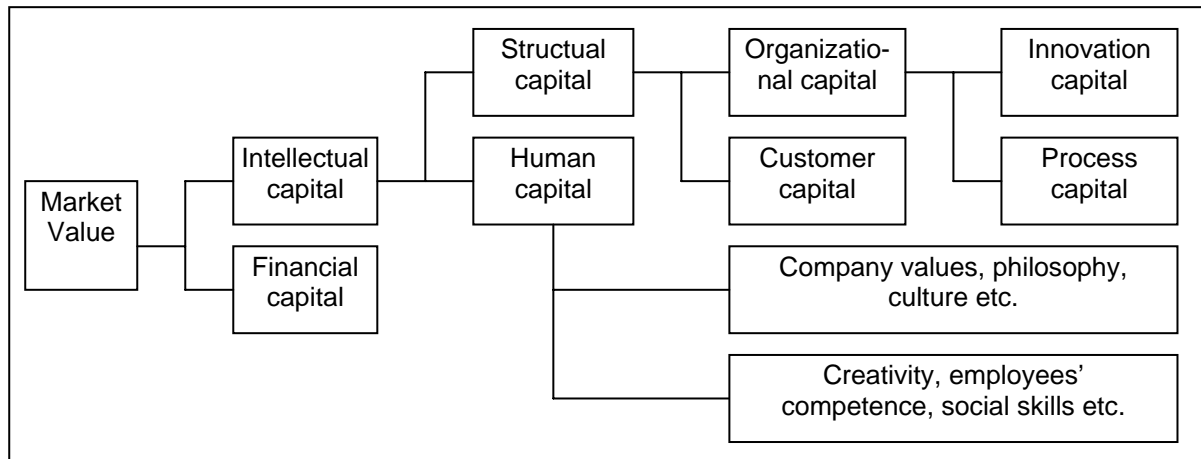 Structual
capital
Organizatio-
nal capital
Innovation
capital
Intellectual
capital
Human
capital
Customer
capital
Process
capital
Market
Value
Financial
capital
Company values, philosophy,
culture etc.
Creativity, employees’
competence, social skills etc.